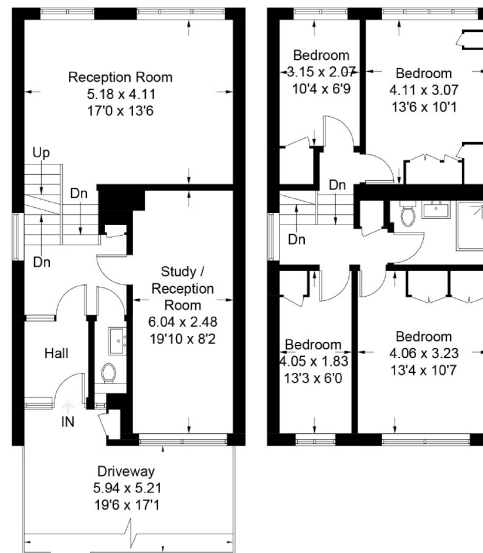 Reception Room
5.18 x 4.11
17'0 x 13'6
Up
Dn
Dn
Study /
Reception
Room
6.04 x 2.48
19'10 x 8'2
Hall
IN
Driveway
5.94 x 5.21
19'6 x 17'1
Bedroom
3.15 x 2.07
10'4 x 6'9
Bedroom
4.11 x 3.07
13'6 x 10'1
Dn
Dn
Bedroom
4.05 x 1.83
13'3 x 6'0
Bedroom
4.06 x 3.23
13'4 x 10'7